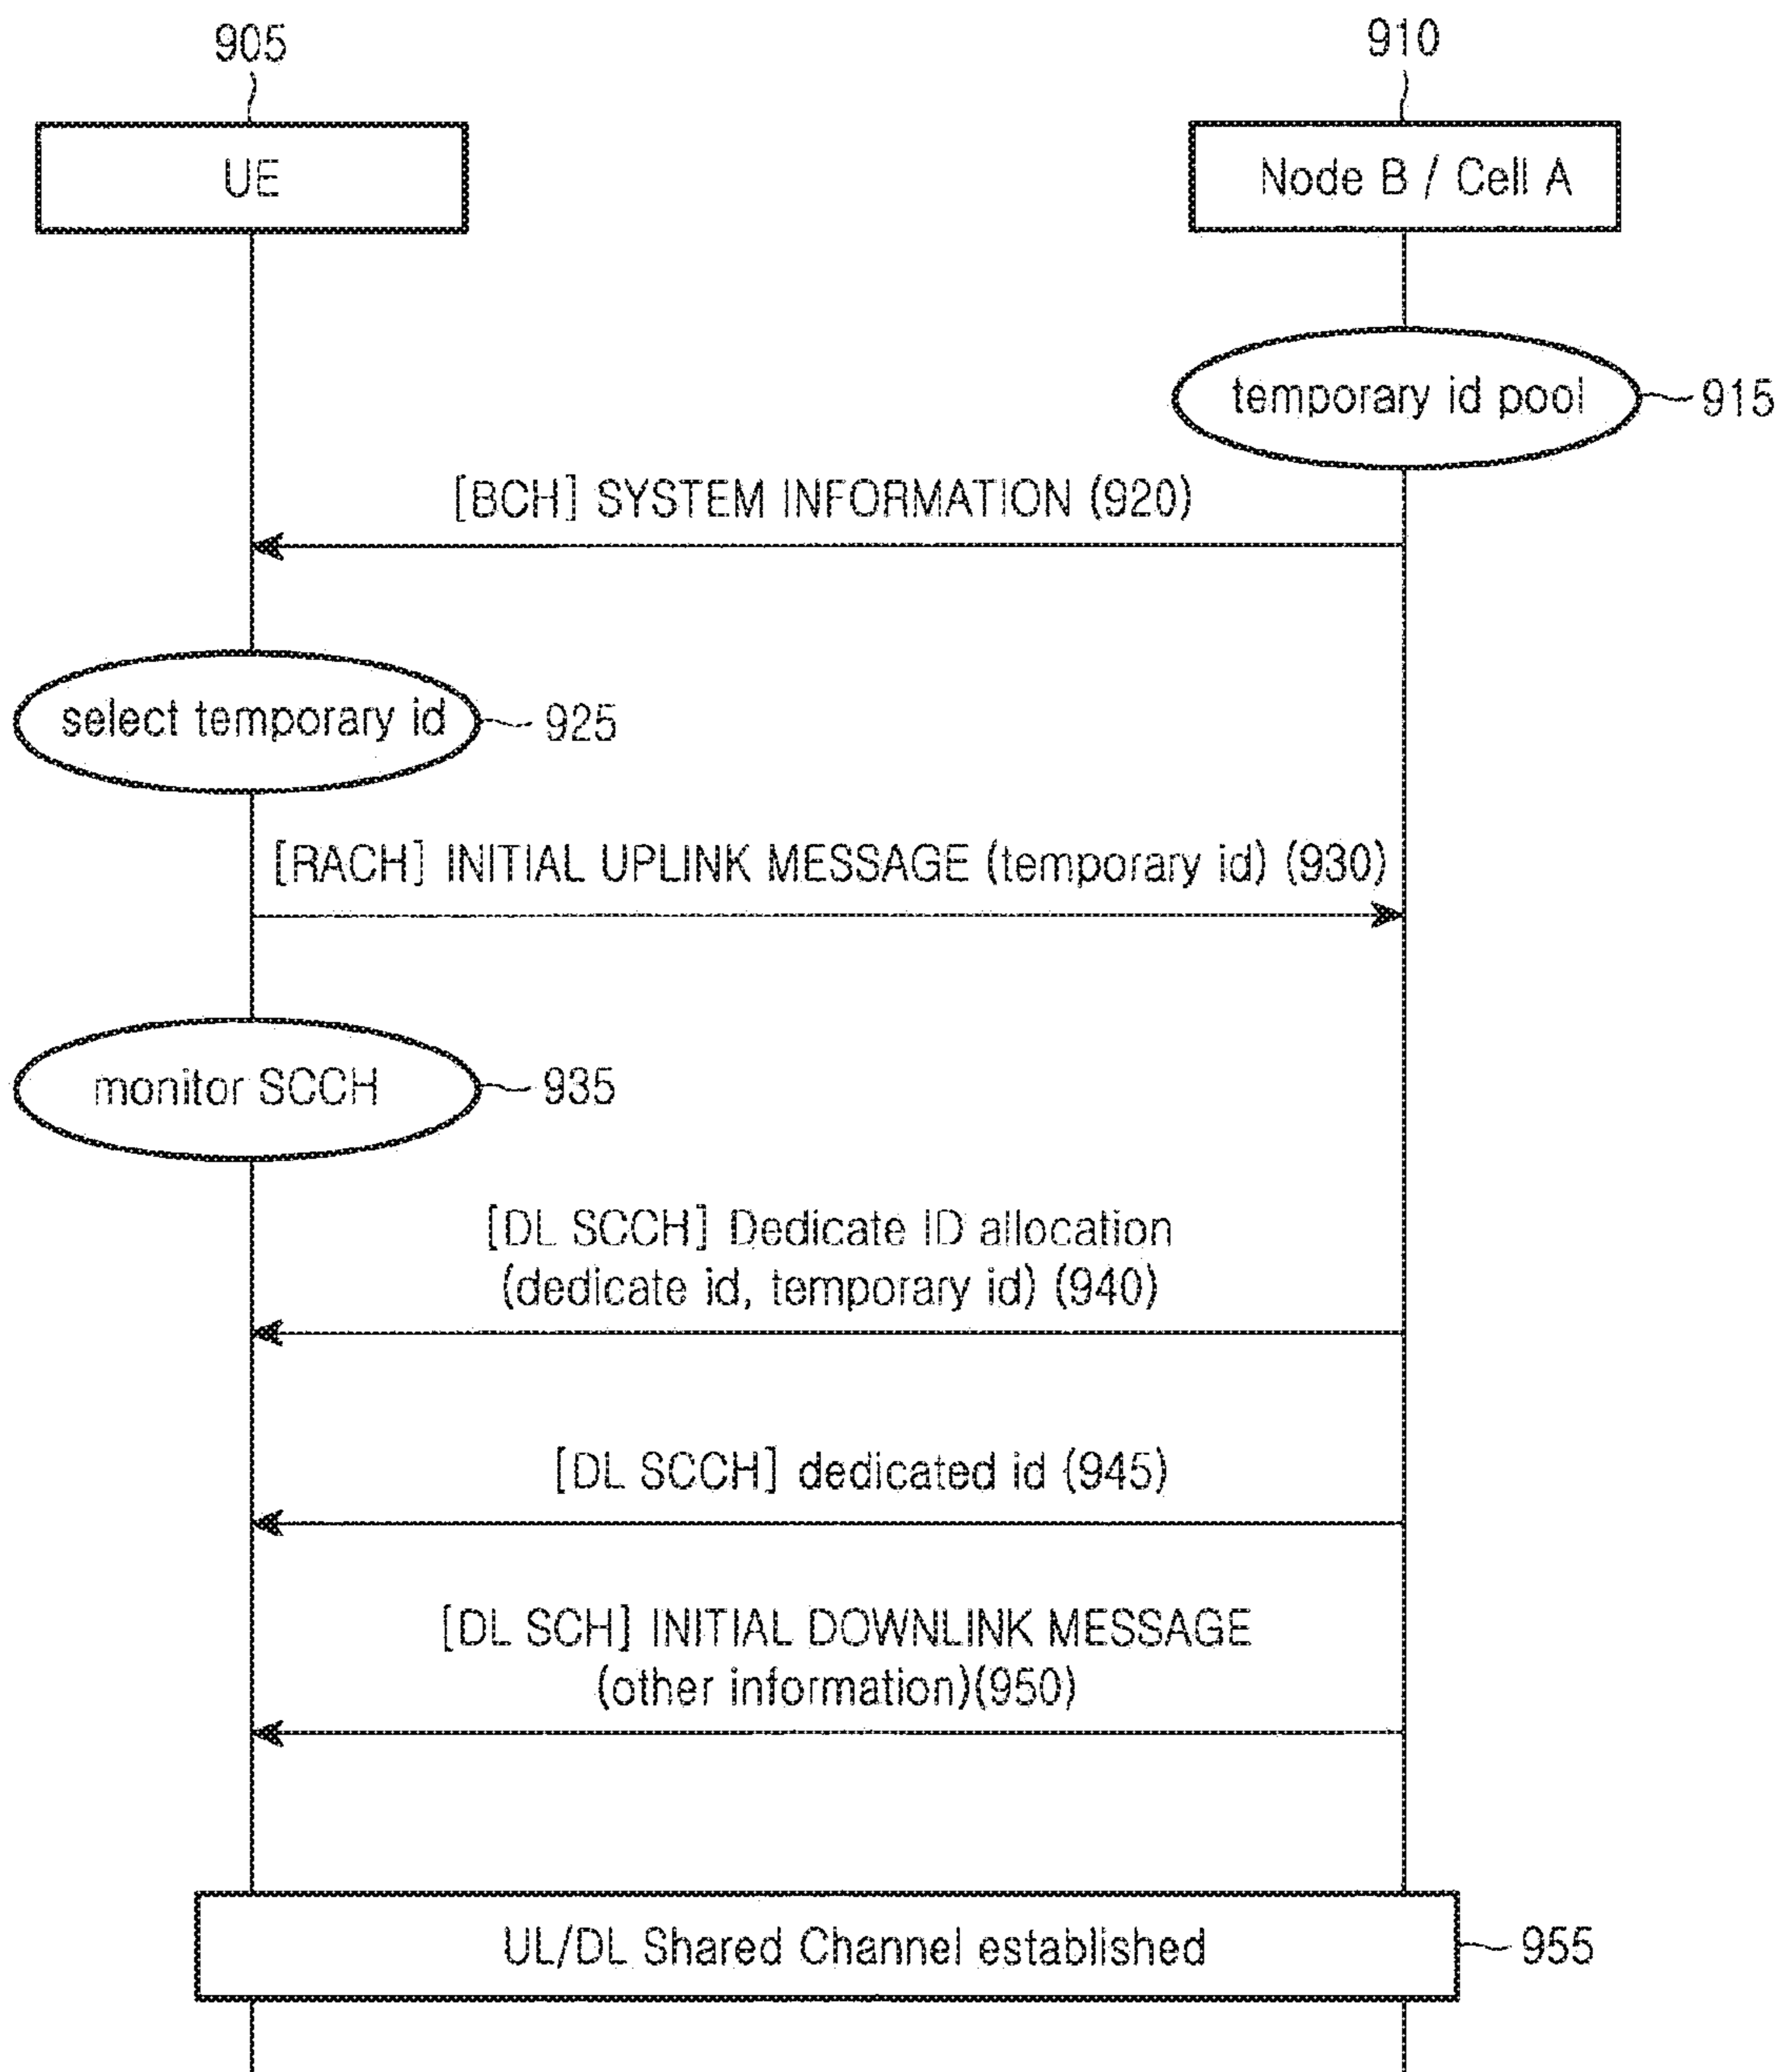 905
910
UE
Node B / Cell A
temporary id pool
915
[BCH] SYSTEM INFORMATION (920)
select temporary id
925
[RACH] INITIAL UPLINK MESSAGE (temporary id) (930)
monitor SCCH
935
[DL SCCH] Dedicate ID allocation
(dedicate id, temporary id) (940)
[DL SCCH] dedicated id (945)
[DL SCH] INITIAL DOWNLINK MESSAGE
(other information)(950)
UL/DL Shared Channel established
955